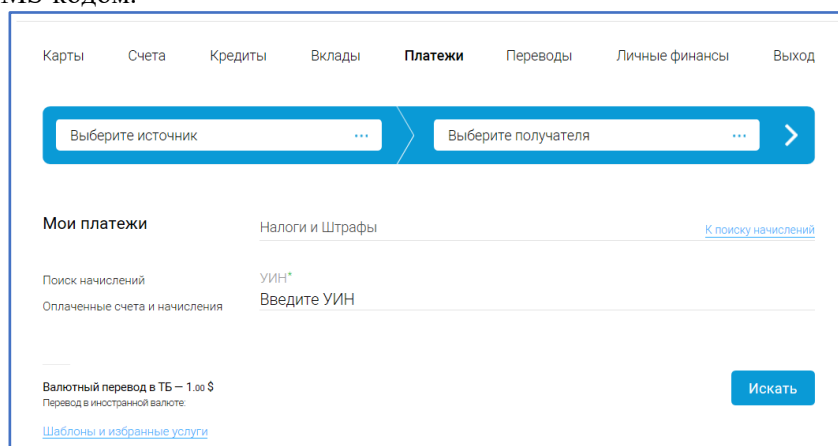 Карты Счета Кредиты Вклады Платежи Переводы Личные финансы Выход
Выберите источник ... Выберите получателя ...
Мои платежи
Налоги и Штрафы К поиску начислений
Поиск начислений
Оплаченные счета и начисления
УИН*
Введите УИН
Валютный перевод в ТБ — 1.00 $
Перевод в иностранной валюте:
Шаблоны и избранные услуги
Искать